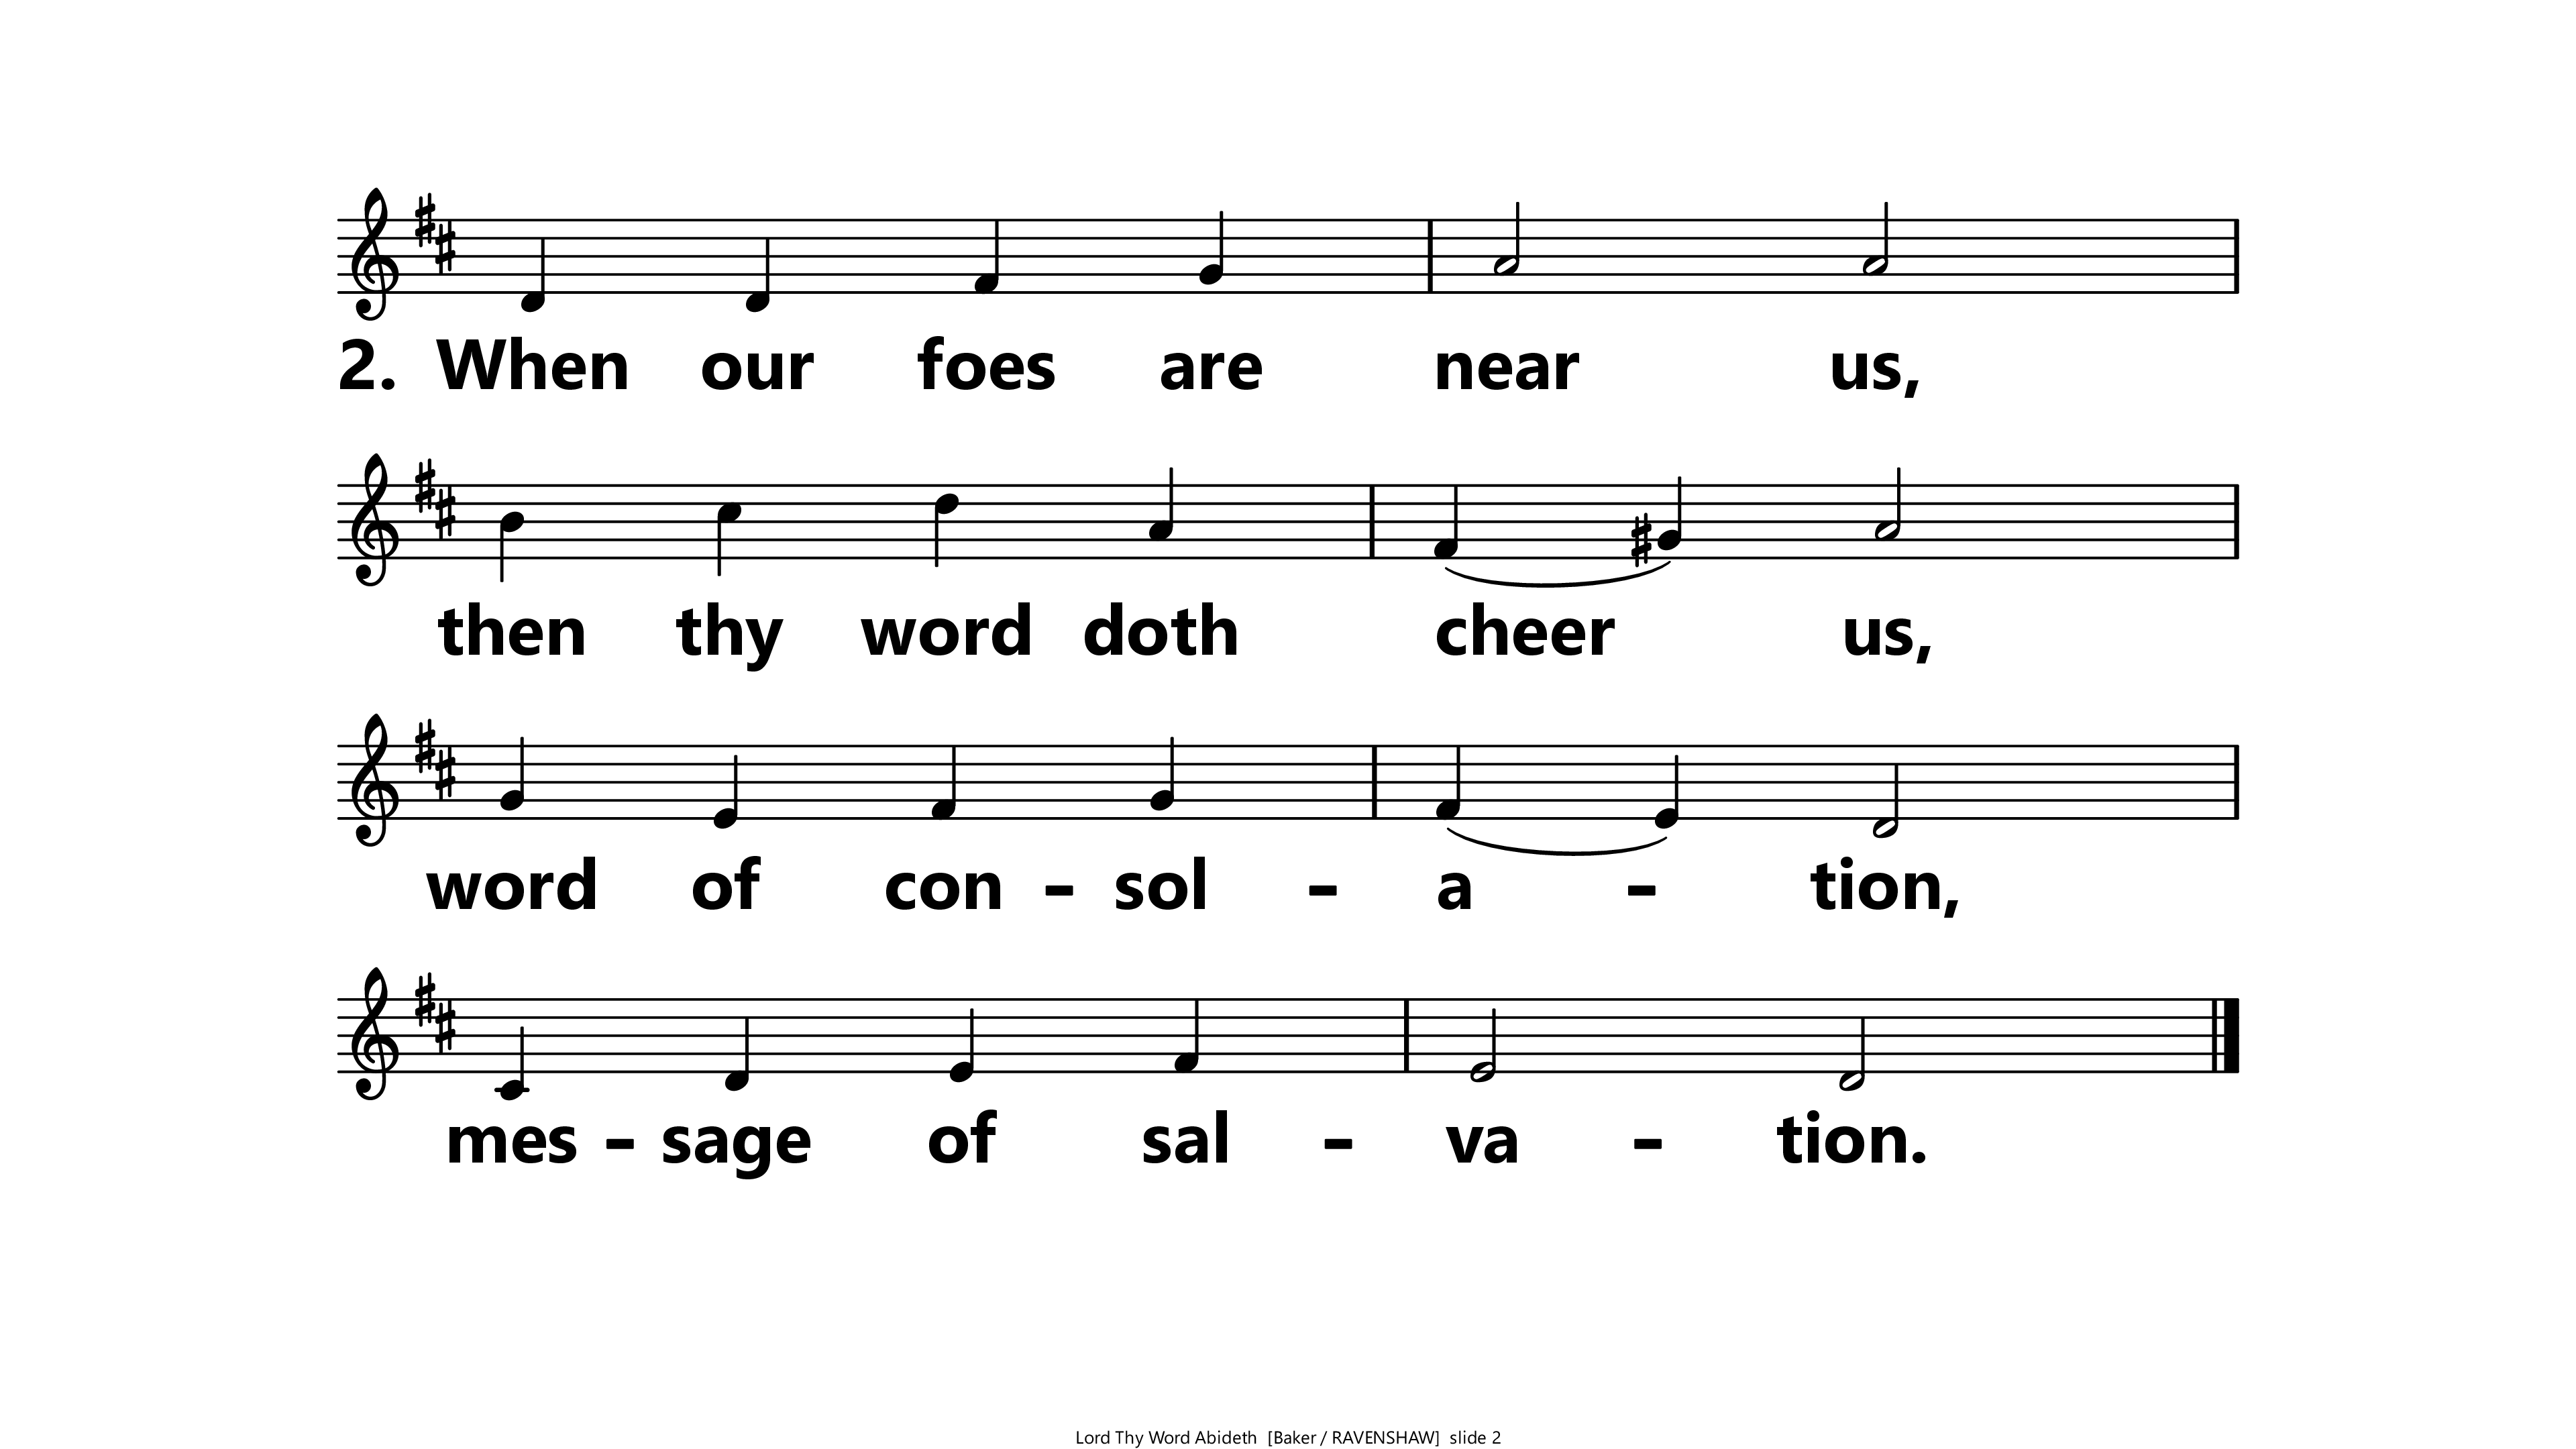 2. When our foes are near us,
then thy word doth cheer us,
word of con - sol - a - tion,
mes - sage of sal - va - tion.
Lord Thy Word Abideth [Baker / RAVENSHAW] slide 2